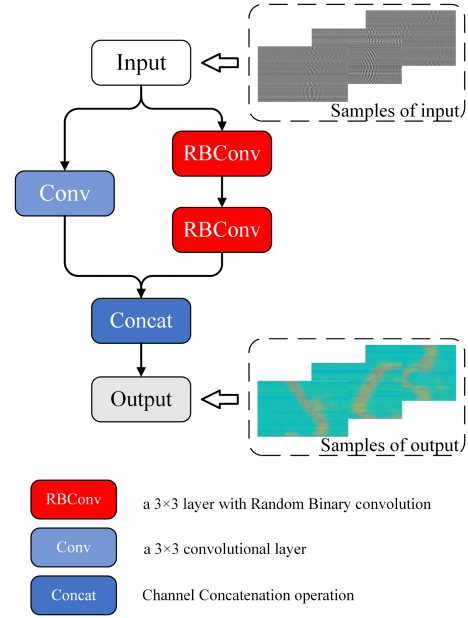 Input
Samples of input
RBConv
Conv
RBConv
Concat
Output
Samples of output
RBConv
a 3×3 layer with Random Binary convolution
Conv
a 3×3 convolutional layer
Concat
Channel Concatenation operation